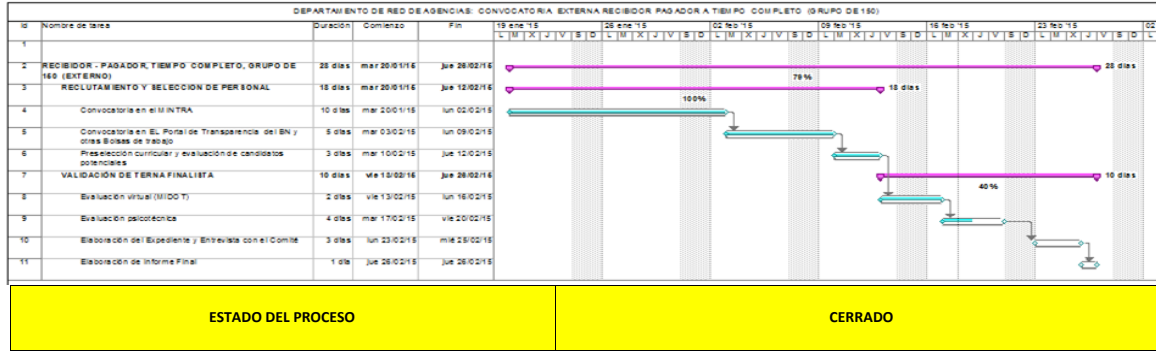 DEPARTAMENTO DE RED DE AGENCIAS: CONVOCATORIA EXTERNA RECIBIDOR PAGADOR A TIEMPO COMPLETO (GRUPO DE 150)
Id Nombre de tarea Duración Comienzo Fin 19 ene '15 26 ene '15 02 feb '15 09 feb '15 16 feb '15 23 feb '15 02
L M X J V S D L M X J V S D L M X J V S D L M X J V S D L M X J V S D L M X J V S D L
1
2 RECIBIDOR - PAGADOR, TIEMPO COMPLETO, GRUPO DE 150 (EXTERNO) 28 días mar 20/01/15 jue 26/02/15 28 días
79%
3 RECLUTAMIENTO Y SELECCIÓN DE PERSONAL 18 días mar 20/01/15 jue 12/02/15 18 días
100%
4 Convocatoria en el MINTRA 10 días mar 20/01/15 lun 02/02/15
5 Convocatoria en EL Portal de Transparencia del BN y otras Bolsas de trabajo 5 días mar 03/02/15 lun 09/02/15
6 Preselección curricular y evaluación de candidatos potenciales 3 días mar 10/02/15 jue 12/02/15
7 VALIDACIÓN DE TERNA FINALISTA 10 días vie 13/02/15 jue 26/02/15 10 días
40%
8 Evaluación virtual (MIDOT) 2 días vie 13/02/15 lun 16/02/15
9 Evaluación psicotécnica 4 días mar 17/02/15 vie 20/02/15
10 Elaboración del Expediente y Entrevista con el Comité 3 días lun 23/02/15 mié 25/02/15
11 Elaboración de Informe Final 1 día jue 26/02/15 jue 26/02/15
ESTADO DEL PROCESO CERRADO